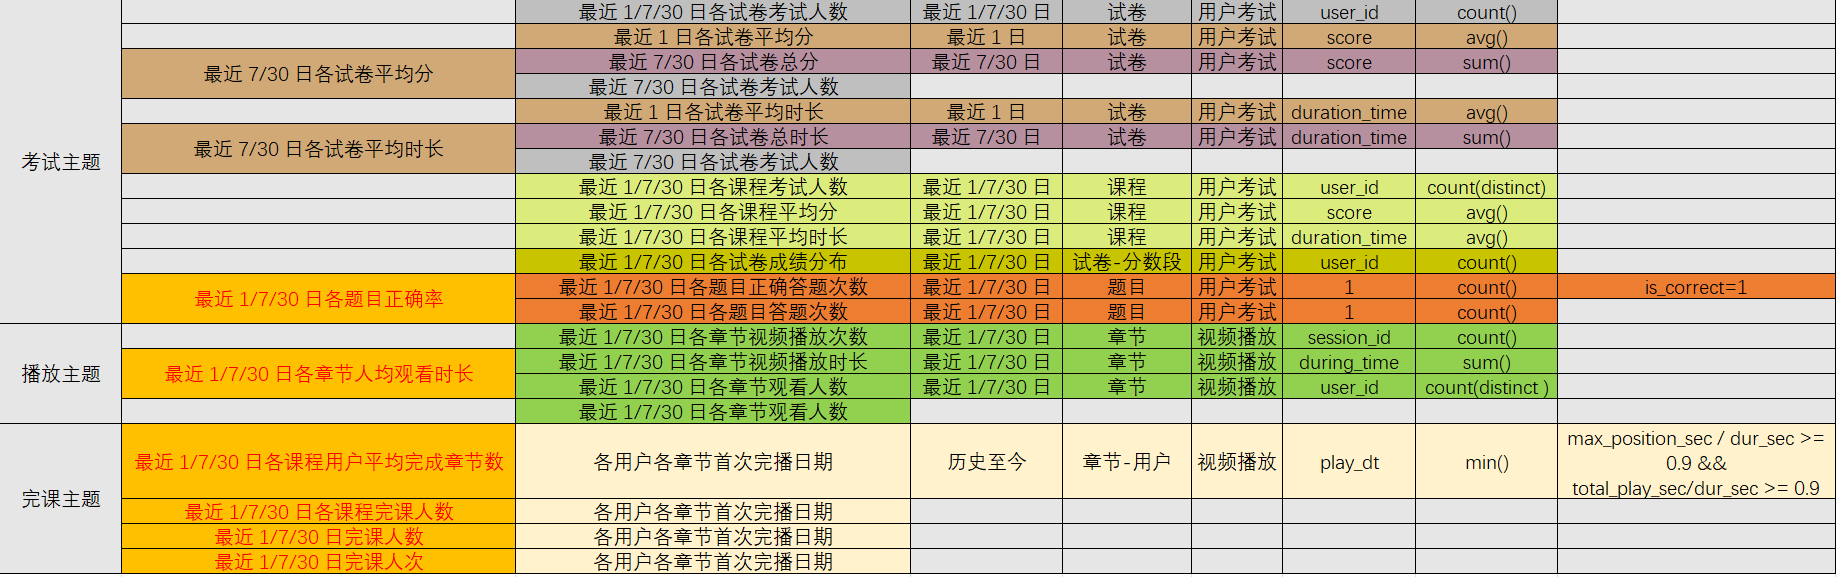 最近 1/7/30 日各试卷考试人数 最近 1/7/30 日 试卷 用户考试 user_id count()
最近 1 日各试卷平均分 最近 1 日 试卷 用户考试 score avg()
最近 7/30 日各试卷平均分
最近 7/30 日各试卷总分 最近 7/30 日 试卷 用户考试 score sum()
最近 7/30 日各试卷考试人数
最近 1 日各试卷平均时长 最近 1 日 试卷 用户考试 duration_time avg()
最近 7/30 日各试卷平均时长
最近 7/30 日各试卷总时长 最近 7/30 日 试卷 用户考试 duration_time sum()
最近 7/30 日各试卷考试人数
考试主题
最近 1/7/30 日各课程考试人数 最近 1/7/30 日 课程 用户考试 user_id count(distinct)
最近 1/7/30 日各课程平均分 最近 1/7/30 日 课程 用户考试 score avg()
最近 1/7/30 日各课程平均时长 最近 1/7/30 日 课程 用户考试 duration_time avg()
最近 1/7/30 日各试卷成绩分布 最近 1/7/30 日 试卷-分数段 用户考试 user_id count()
最近 1/7/30 日各题目正确率
最近 1/7/30 日各题目正确答题次数 最近 1/7/30 日 题目 用户考试 1 count() is_correct=1
最近 1/7/30 日各题目答题次数 最近 1/7/30 日 题目 用户考试 1 count()
播放主题
最近 1/7/30 日各章节视频播放次数 最近 1/7/30 日 章节 视频播放 session_id count()
最近 1/7/30 日各章节人均观看时长
最近 1/7/30 日各章节视频播放时长 最近 1/7/30 日 章节 视频播放 during_time sum()
最近 1/7/30 日各章节观看人数 最近 1/7/30 日 章节 视频播放 user_id count(distinct )
最近 1/7/30 日各章节观看人数
完课主题
最近 1/7/30 日各课程用户平均完成章节数 各用户各章节首次完播日期 历史至今 章节-用户 视频播放 play_dt min()
max_position_sec / dur_sec >=
0.9 &&
total_play_sec/dur_sec >= 0.9
最近 1/7/30 日各课程完课人数 各用户各章节首次完播日期
最近 1/7/30 日完课人数 各用户各章节首次完播日期
最近 1/7/30 日完课人次 各用户各章节首次完播日期